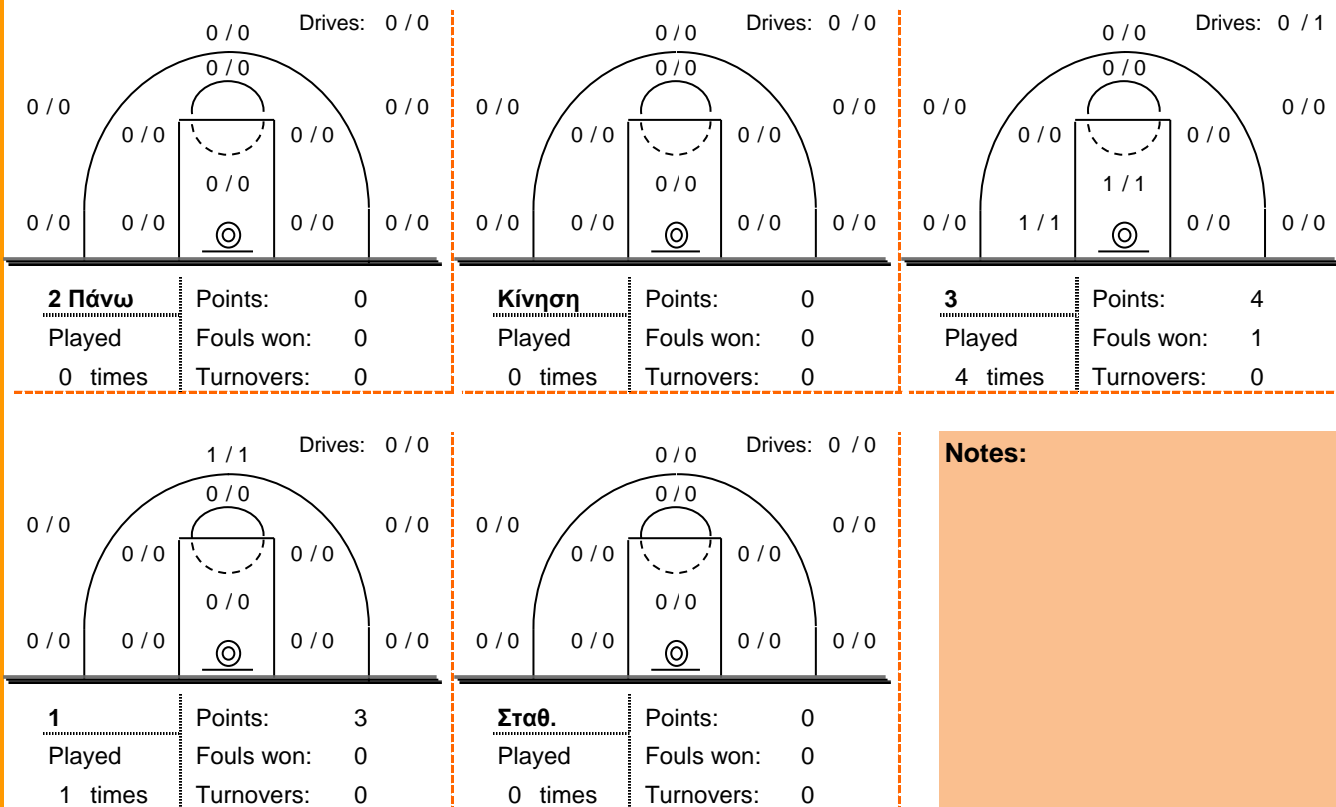 0 / 0 Drives: 0 / 0
0 / 0
0 / 0 0 / 0
0 / 0 0 / 0
0 / 0
0 / 0 0 / 0 0 / 0 0 / 0
2 Πάνω Points: 0
Played Fouls won: 0
0 times Turnovers: 0
0 / 0 Drives: 0 / 0
0 / 0
0 / 0 0 / 0
0 / 0 0 / 0
0 / 0
0 / 0 0 / 0 0 / 0 0 / 0
Κίνηση Points: 0
Played Fouls won: 0
0 times Turnovers: 0
0 / 0 Drives: 0 / 1
0 / 0
0 / 0 0 / 0
0 / 0 0 / 0
1 / 1
0 / 0 1 / 1 0 / 0 0 / 0
3 Points: 4
Played Fouls won: 1
4 times Turnovers: 0
1 / 1 Drives: 0 / 0
0 / 0
0 / 0 0 / 0
0 / 0 0 / 0
0 / 0
0 / 0 0 / 0 0 / 0 0 / 0
1 Points: 3
Played Fouls won: 0
1 times Turnovers: 0
0 / 0 Drives: 0 / 0
0 / 0
0 / 0 0 / 0
0 / 0 0 / 0
0 / 0
0 / 0 0 / 0 0 / 0 0 / 0
Σταθ. Points: 0
Played Fouls won: 0
0 times Turnovers: 0
Notes: